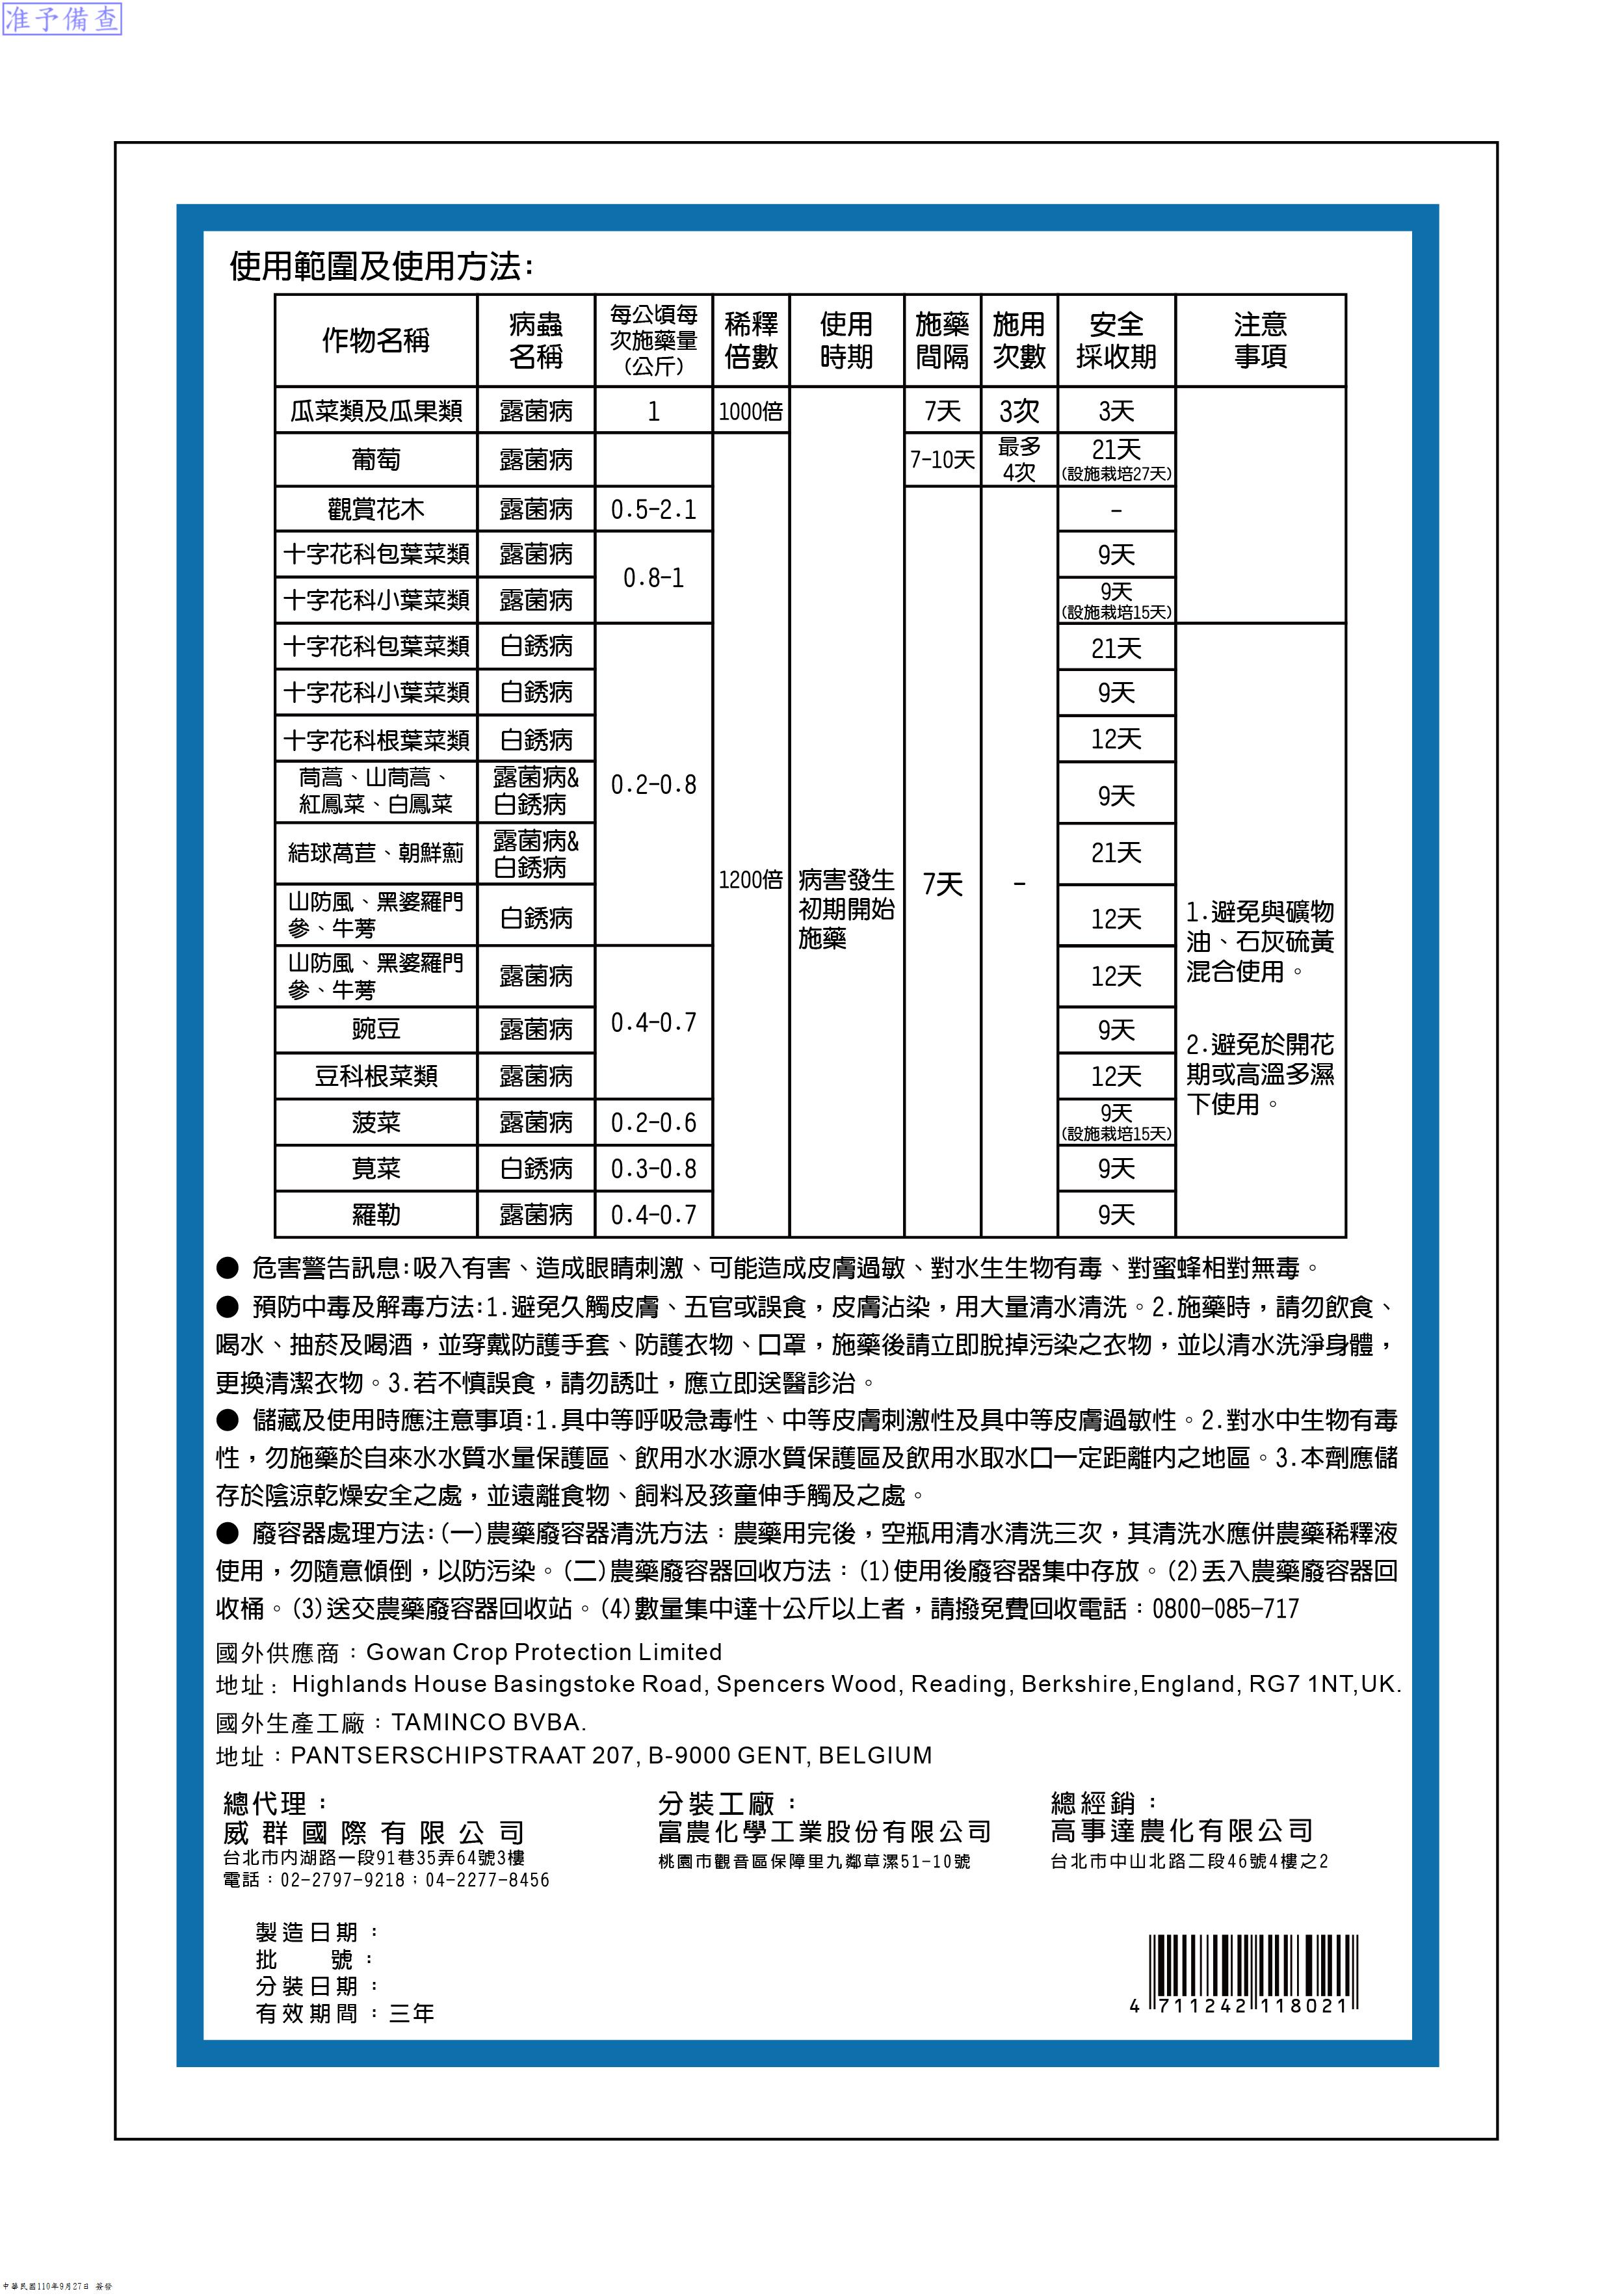 准予備查
使用範圍及使用方法:
作物名稱 病蟲名稱 每公頃每次施藥量(公斤) 稀釋倍數 使用時期 施藥間隔 施用次數 安全採收期 注意事項
瓜菜類及瓜果類 露菌病 1 1000倍 7天 3次 3天
葡萄 露菌病 7-10天 最多4次 21天(設施栽培27天)
觀賞花木 露菌病 0.5-2.1 -
十字花科包葉菜類 露菌病 0.8-1 9天
十字花科小葉菜類 露菌病 9天(設施栽培15天)
十字花科包葉菜類 白銹病 21天
十字花科小葉菜類 白銹病 9天
十字花科根葉菜類 白銹病 12天
茼蒿、山茼蒿、紅鳳菜、白鳳菜 露菌病&白銹病 0.2-0.8 9天
結球萵苣、朝鮮薊 露菌病&白銹病 21天
山防風、黑婆羅門參、牛蒡 白銹病 1200倍 病害發生初期開始施藥 7天 - 12天
1.避免與礦物油、石灰硫黃混合使用。
山防風、黑婆羅門參、牛蒡 露菌病 12天
豌豆 露菌病 0.4-0.7 9天
2.避免於開花期或高溫多濕下使用。
豆科根菜類 露菌病 12天
菠菜 露菌病 0.2-0.6 9天(設施栽培15天)
莧菜 白銹病 0.3-0.8 9天
羅勒 露菌病 0.4-0.7 9天
● 危害警告訊息:吸入有害、造成眼睛刺激、可能造成皮膚過敏、對水生生物有毒、對蜜蜂相對無毒。
● 預防中毒及解毒方法:1.避免久觸皮膚、五官或誤食，皮膚沾染，用大量清水清洗。2.施藥時，請勿飲食、
喝水、抽菸及喝酒，並穿戴防護手套、防護衣物、口罩，施藥後請立即脫掉污染之衣物，並以清水洗淨身體，
更換清潔衣物。3.若不慎誤食，請勿誘吐，應立即送醫診治。
● 儲藏及使用時應注意事項:1.具中等呼吸急毒性、中等皮膚刺激性及具中等皮膚過敏性。2.對水中生物有毒
性，勿施藥於自來水水質水量保護區、飲用水水源水質保護區及飲用水取水口一定距離內之地區。3.本劑應儲
存於陰涼乾燥安全之處，並遠離食物、飼料及孩童伸手觸及之處。
● 廢容器處理方法:(一)農藥廢容器清洗方法：農藥用完後，空瓶用清水清洗三次，其清洗水應併農藥稀釋液
使用，勿隨意傾倒，以防污染。(二)農藥廢容器回收方法：(1)使用後廢容器集中存放。(2)丟入農藥廢容器回
收桶。(3)送交農藥廢容器回收站。(4)數量集中達十公斤以上者，請撥免費回收電話：0800-085-717
國外供應商：Gowan Crop Protection Limited
地址：Highlands House Basingstoke Road, Spencers Wood, Reading, Berkshire,England, RG7 1NT,UK.
國外生產工廠：TAMINCO BVBA.
地址：PANTSERSCHIPSTRAAT 207, B-9000 GENT, BELGIUM
總代理：
威群國際有限公司
台北市內湖路一段91巷35弄64號3樓
電話：02-2797-9218；04-2277-8456
分裝工廠：
富農化學工業股份有限公司
桃園市觀音區保障里九鄰草漯51-10號
總經銷：
高事達農化有限公司
台北市中山北路二段46號4樓之2
製造日期：
批　　號：
分裝日期：
有效期間：三年
4 711242 118021
中華民國110年9月27日 簽發